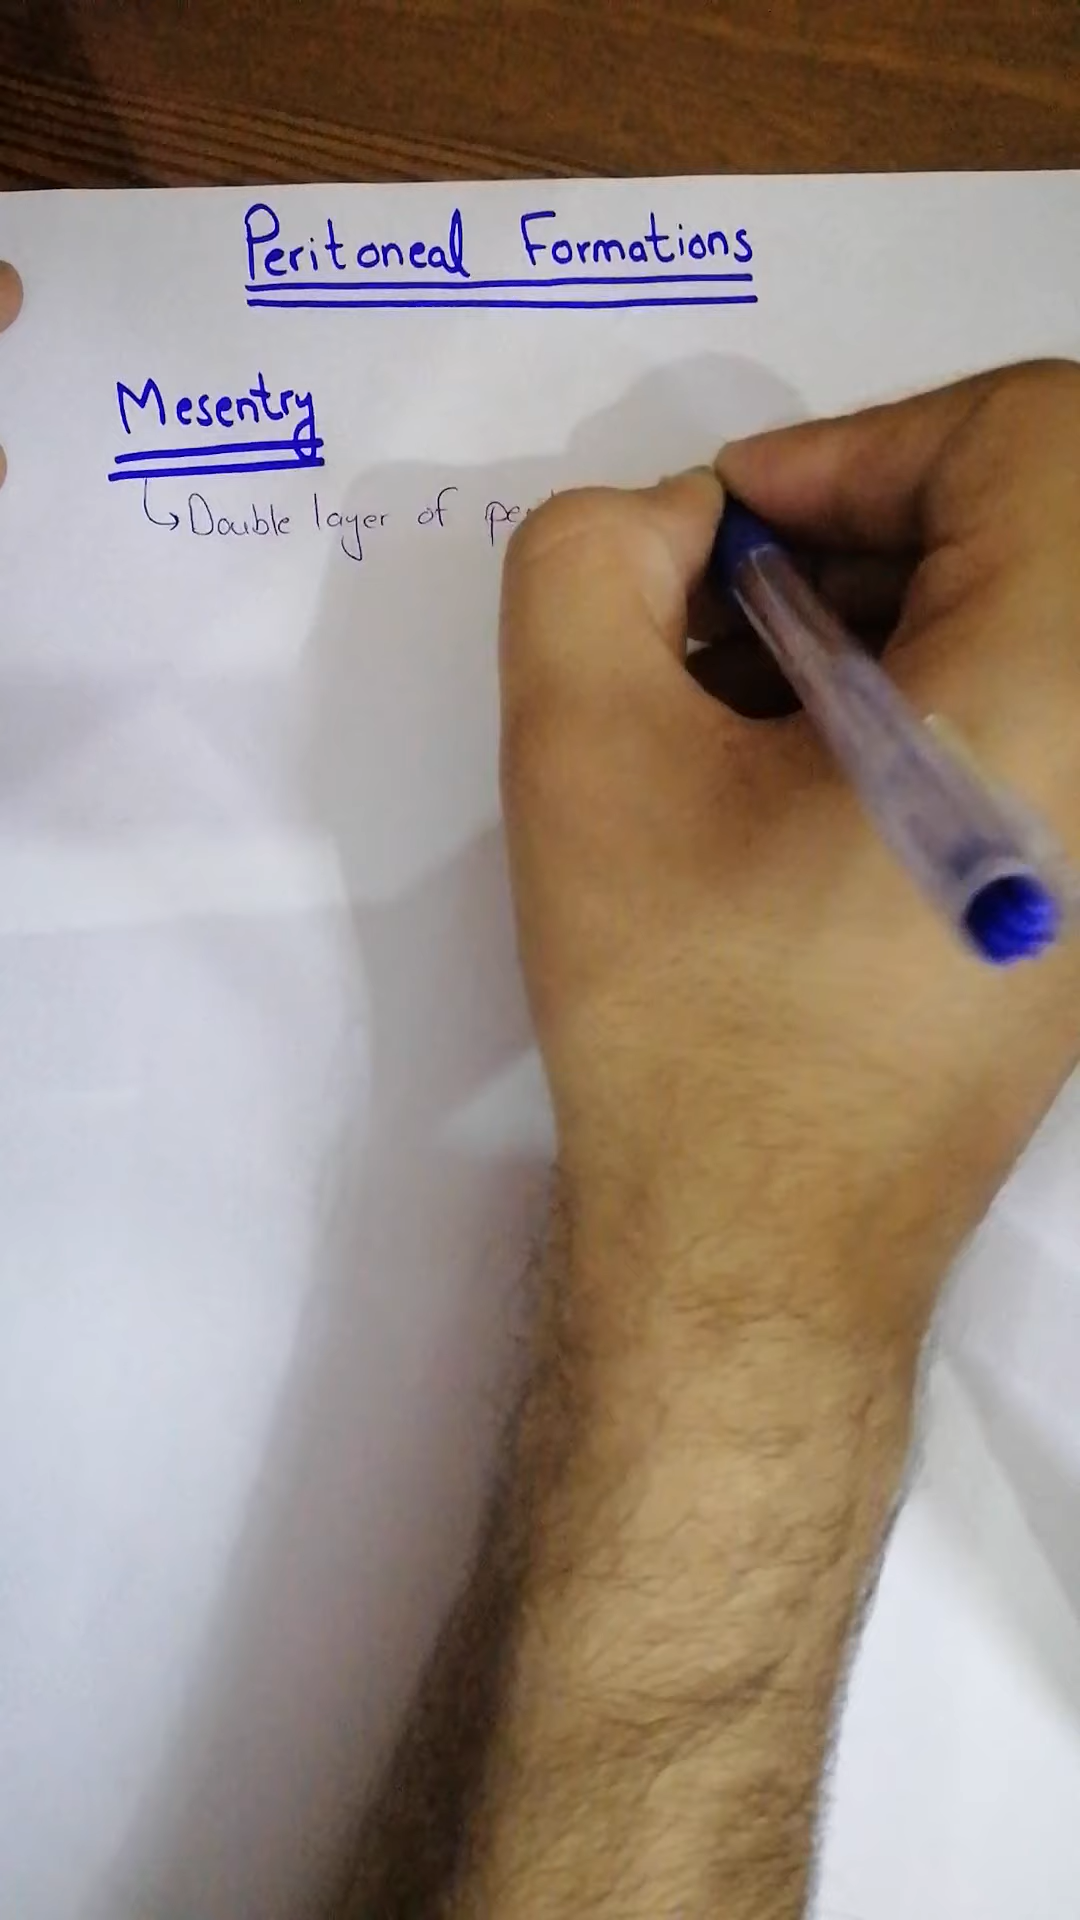 Peritoneal Formations
Mesentry
↳ Double layer of